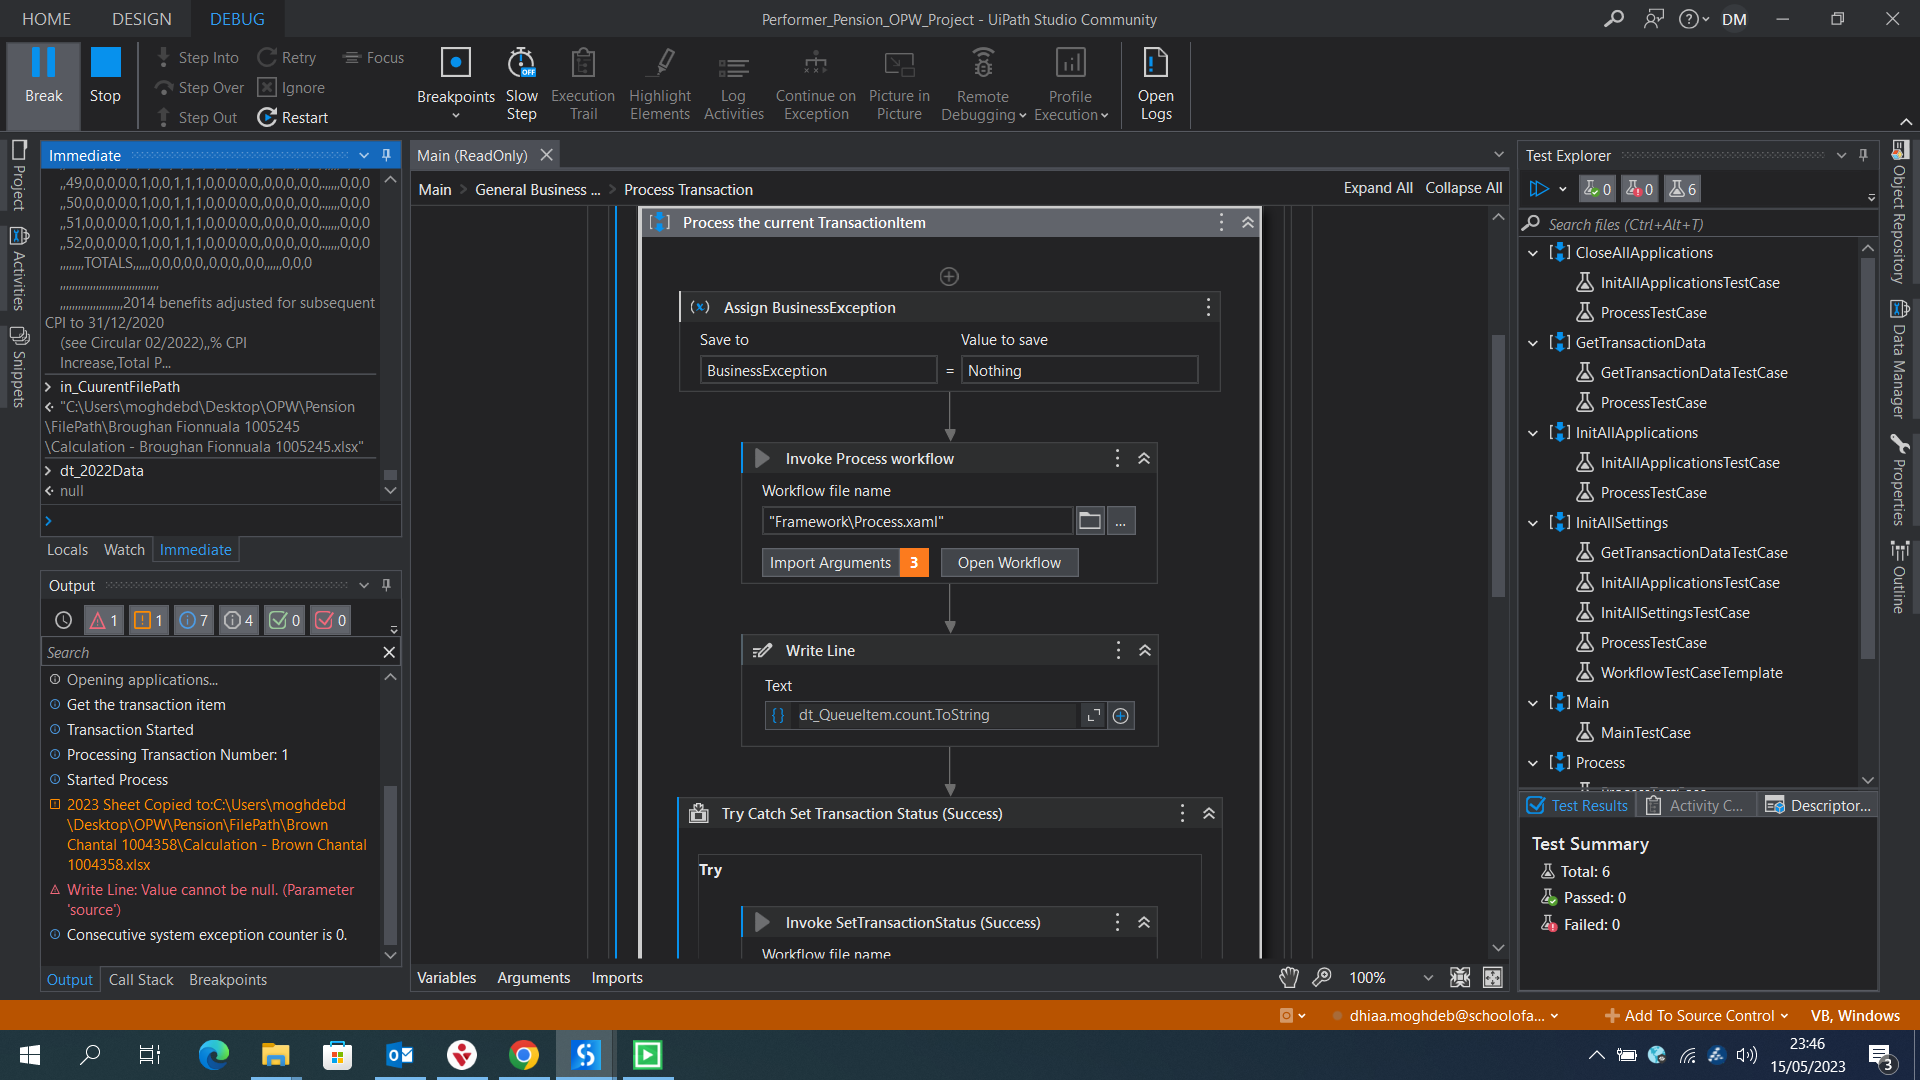 HOME DESIGN DEBUG
Performer_Pension_OPW_Project - UiPath Studio Community
DM
Break
Stop
Step Into
Step Over
Step Out
Retry
Ignore
Restart
Focus
Breakpoints
Slow Step
OFF
Execution Trail
Highlight Elements
Log Activities
Continue on Exception
Picture in Picture
Remote Debugging
Profile Execution
Open Logs
Project
Activities
Snippets
Immediate
,,49,0,0,0,0,0,1,0,0,1,1,1,0,0,0,0,0,,0,0,0,,0,0,,,,,,0,0,0
,,50,0,0,0,0,0,1,0,0,1,1,1,0,0,0,0,0,,0,0,0,,0,0,,,,,,0,0,0
,,51,0,0,0,0,0,1,0,0,1,1,1,0,0,0,0,0,,0,0,0,,0,0,,,,,,0,0,0
,,52,0,0,0,0,0,1,0,0,1,1,1,0,0,0,0,0,,0,0,0,,0,0,,,,,,0,0,0
,,,,,,,,TOTALS,,,,,,0,0,0,0,0,,0,0,0,,0,0,,,,,,0,0,0
,,,,,,,,,,,,,,,,,,,,,,,,,,,,,,,,
,,,,,,,,,,,,,,,,,,,,,2014 benefits adjusted for subsequent
CPI to 31/12/2020
(see Circular 02/2022),,% CPI
Increase,Total P...
in_CuurentFilePath
"C:\Users\moghdebd\Desktop\OPW\Pension
\FilePath\Broughan Fionnuala 1005245
\Calculation - Broughan Fionnuala 1005245.xlsx"
dt_2022Data
null
Locals Watch Immediate
Output
1 1 7 4 0 0
Search
Opening applications...
Get the transaction item
Transaction Started
Processing Transaction Number: 1
Started Process
2023 Sheet Copied to:C:\Users\moghdebd
\Desktop\OPW\Pension\FilePath\Brown
Chantal 1004358\Calculation - Brown Chantal
1004358.xlsx
Write Line: Value cannot be null. (Parameter
'source')
Consecutive system exception counter is 0.
Output Call Stack Breakpoints
Main (ReadOnly)
Main > General Business ... > Process Transaction
Expand All Collapse All
Process the current TransactionItem
Assign BusinessException
Save to
Value to save
BusinessException = Nothing
Invoke Process workflow
Workflow file name
"Framework\Process.xaml"
...
Import Arguments 3
Open Workflow
Write Line
Text
dt_QueueItem.count.ToString
Try Catch Set Transaction Status (Success)
Try
Invoke SetTransactionStatus (Success)
Workflow file name
Variables Arguments Imports
100%
Test Explorer
0 0 6
Search files (Ctrl+Alt+T)
CloseAllApplications
InitAllApplicationsTestCase
ProcessTestCase
GetTransactionData
GetTransactionDataTestCase
ProcessTestCase
InitAllApplications
InitAllApplicationsTestCase
ProcessTestCase
InitAllSettings
GetTransactionDataTestCase
InitAllApplicationsTestCase
InitAllSettingsTestCase
ProcessTestCase
WorkflowTestCaseTemplate
Main
MainTestCase
Process
Test Results Activity C... Descriptor...
Test Summary
Total: 6
Passed: 0
Failed: 0
Object Repository
Data Manager
Properties
Outline
dhiaa.moghdeb@schoolofa...
Add To Source Control
VB, Windows
23:46
15/05/2023
3